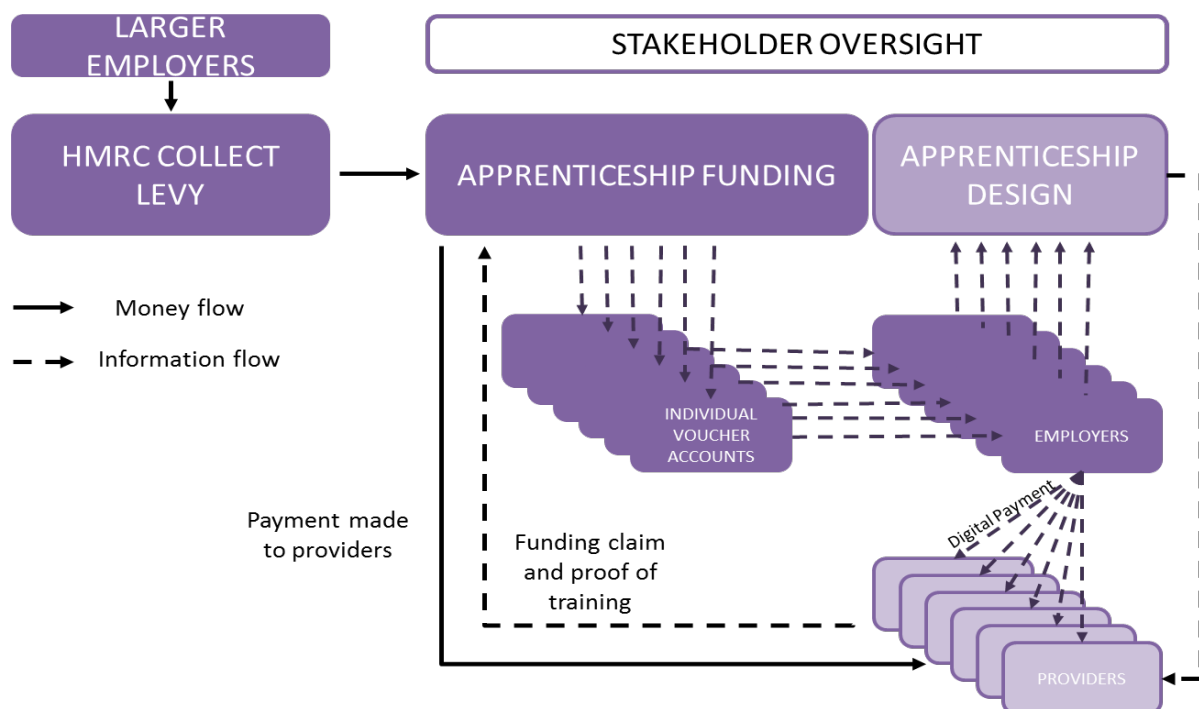 LARGER
EMPLOYERS
STAKEHOLDER OVERSIGHT
HMRC COLLECT
LEVY
APPRENTICESHIP FUNDING
APPRENTICESHIP
DESIGN
Money flow
Information flow
INDIVIDUAL
VOUCHER
ACCOUNTS
EMPLOYERS
Payment made
to providers
Funding claim
and proof of
training
Digital Payment
PROVIDERS